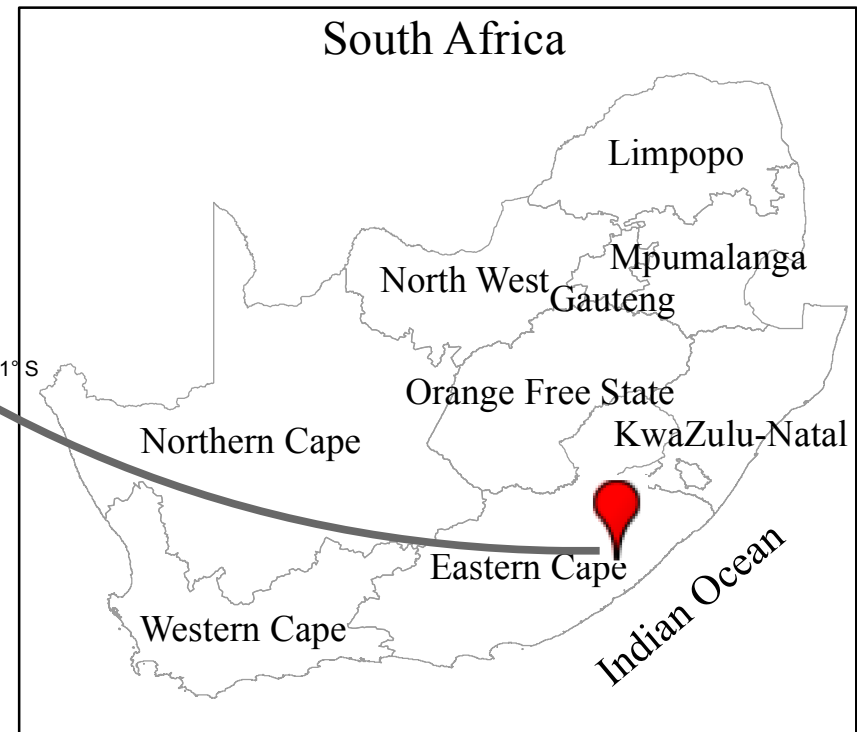 South Africa
Limpopo
Mpumalanga
North West
Gauteng
1° S
Orange Free State
KwaZulu-Natal
Northern Cape
Eastern Cape
Indian Ocean
Western Cape